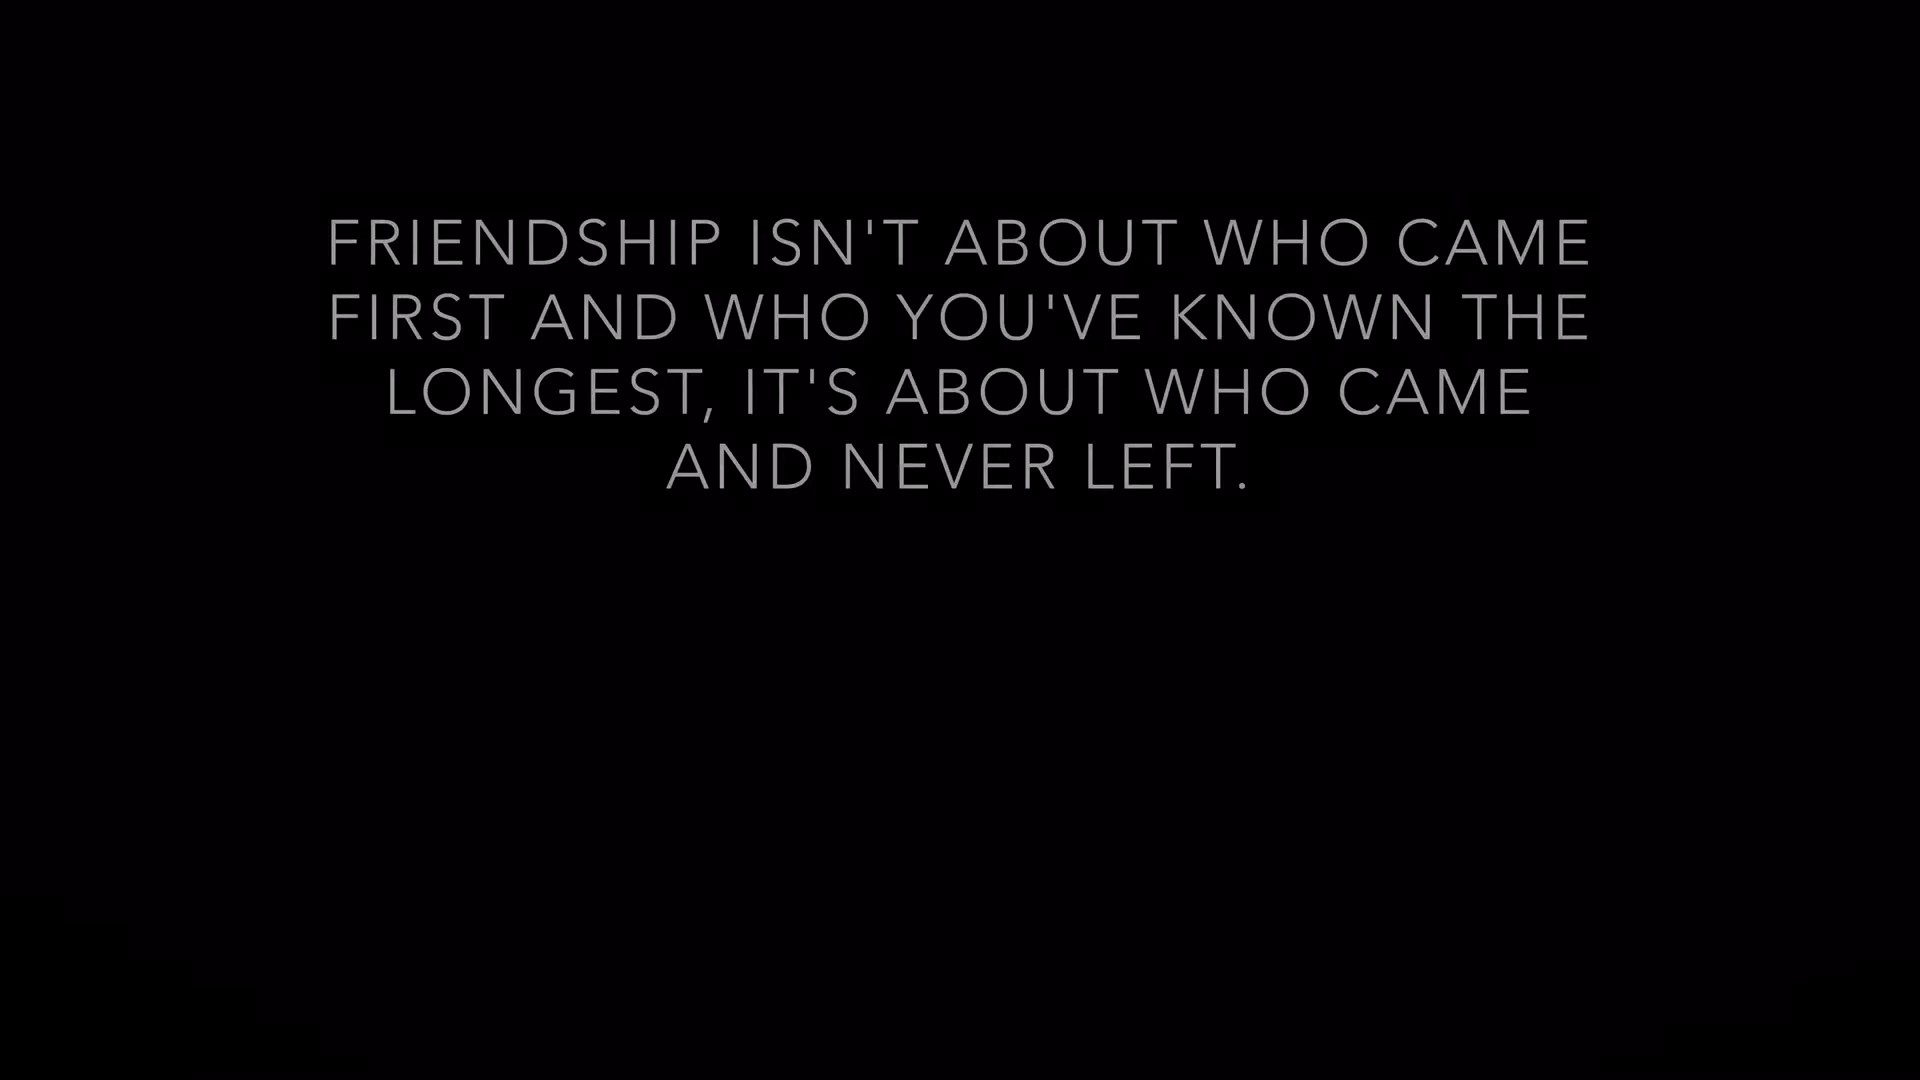 FRIENDSHIP ISN'T ABOUT WHO CAME
FIRST AND WHO YOU'VE KNOWN THE
LONGEST, IT'S ABOUT WHO CAME
AND NEVER LEFT.